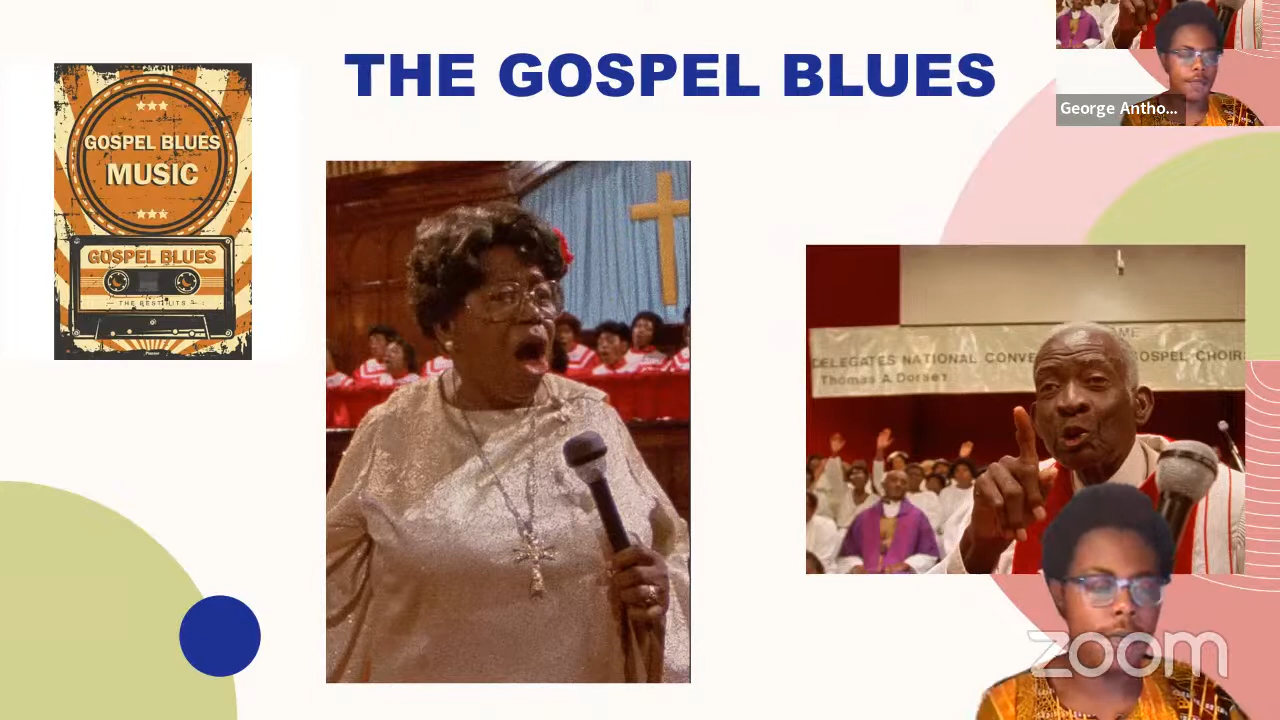 THE GOSPEL BLUES
★★★
GOSPEL BLUES
MUSIC
★★★
GOSPEL BLUES
THE BEST HITS
George Antho...
DELEGATES NATIONAL CONVE
GOSPEL CHOIR
Thomas A. Dorsey
zoom